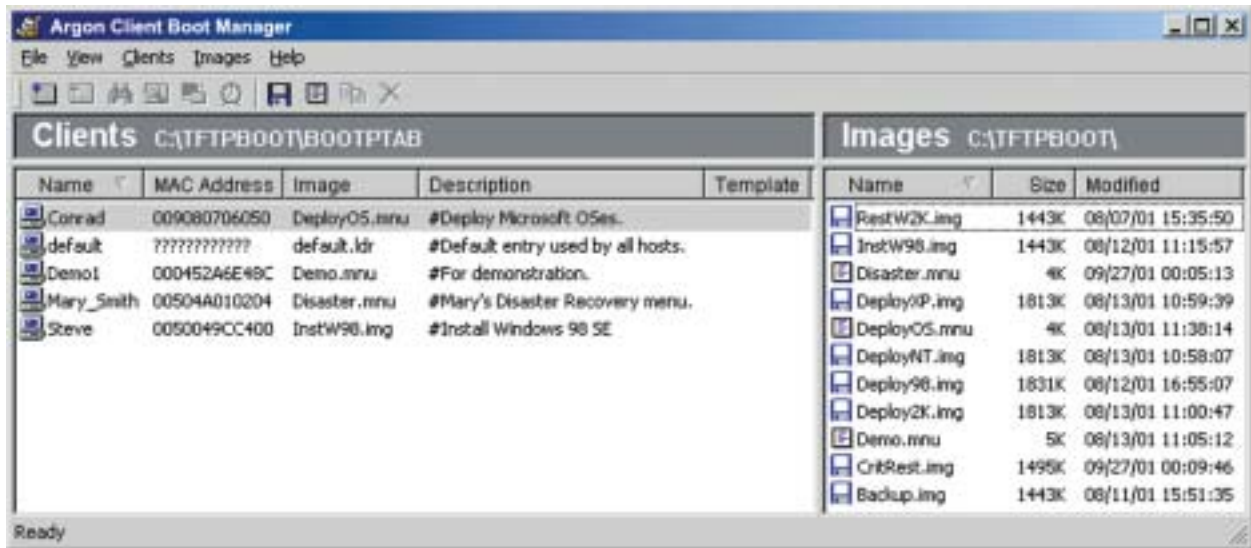 Argon Client Boot Manager
File View Clients Images Help
Clients C:\TFTPBOOT\BOOTPTAB
Name MAC Address Image Description Template
Conrad 009080706050 DeployOS.mnu #Deploy Microsoft OSes.
default ???????????? default.ldr #Default entry used by all hosts.
Demo1 000452A6E48C Demo.mnu #For demonstration.
Mary_Smith 00504A010204 Disaster.mnu #Mary's Disaster Recovery menu.
Steve 0050049CC400 InstW98.img #Install Windows 98 SE
Images C:\TFTPBOOT\
Name Size Modified
RestW2K.img 1443K 08/07/01 15:35:50
InstW98.img 1443K 08/12/01 11:15:57
Disaster.mnu 4K 09/27/01 00:05:13
DeployXP.img 1813K 08/13/01 10:59:39
DeployOS.mnu 4K 08/13/01 11:38:14
DeployNT.img 1813K 08/13/01 10:58:07
Deploy98.img 1831K 08/12/01 16:55:07
Deploy2K.img 1813K 08/13/01 11:00:47
Demo.mnu 5K 08/13/01 11:05:12
CritRest.img 1495K 09/27/01 00:09:46
Backup.img 1443K 08/11/01 15:51:35
Ready